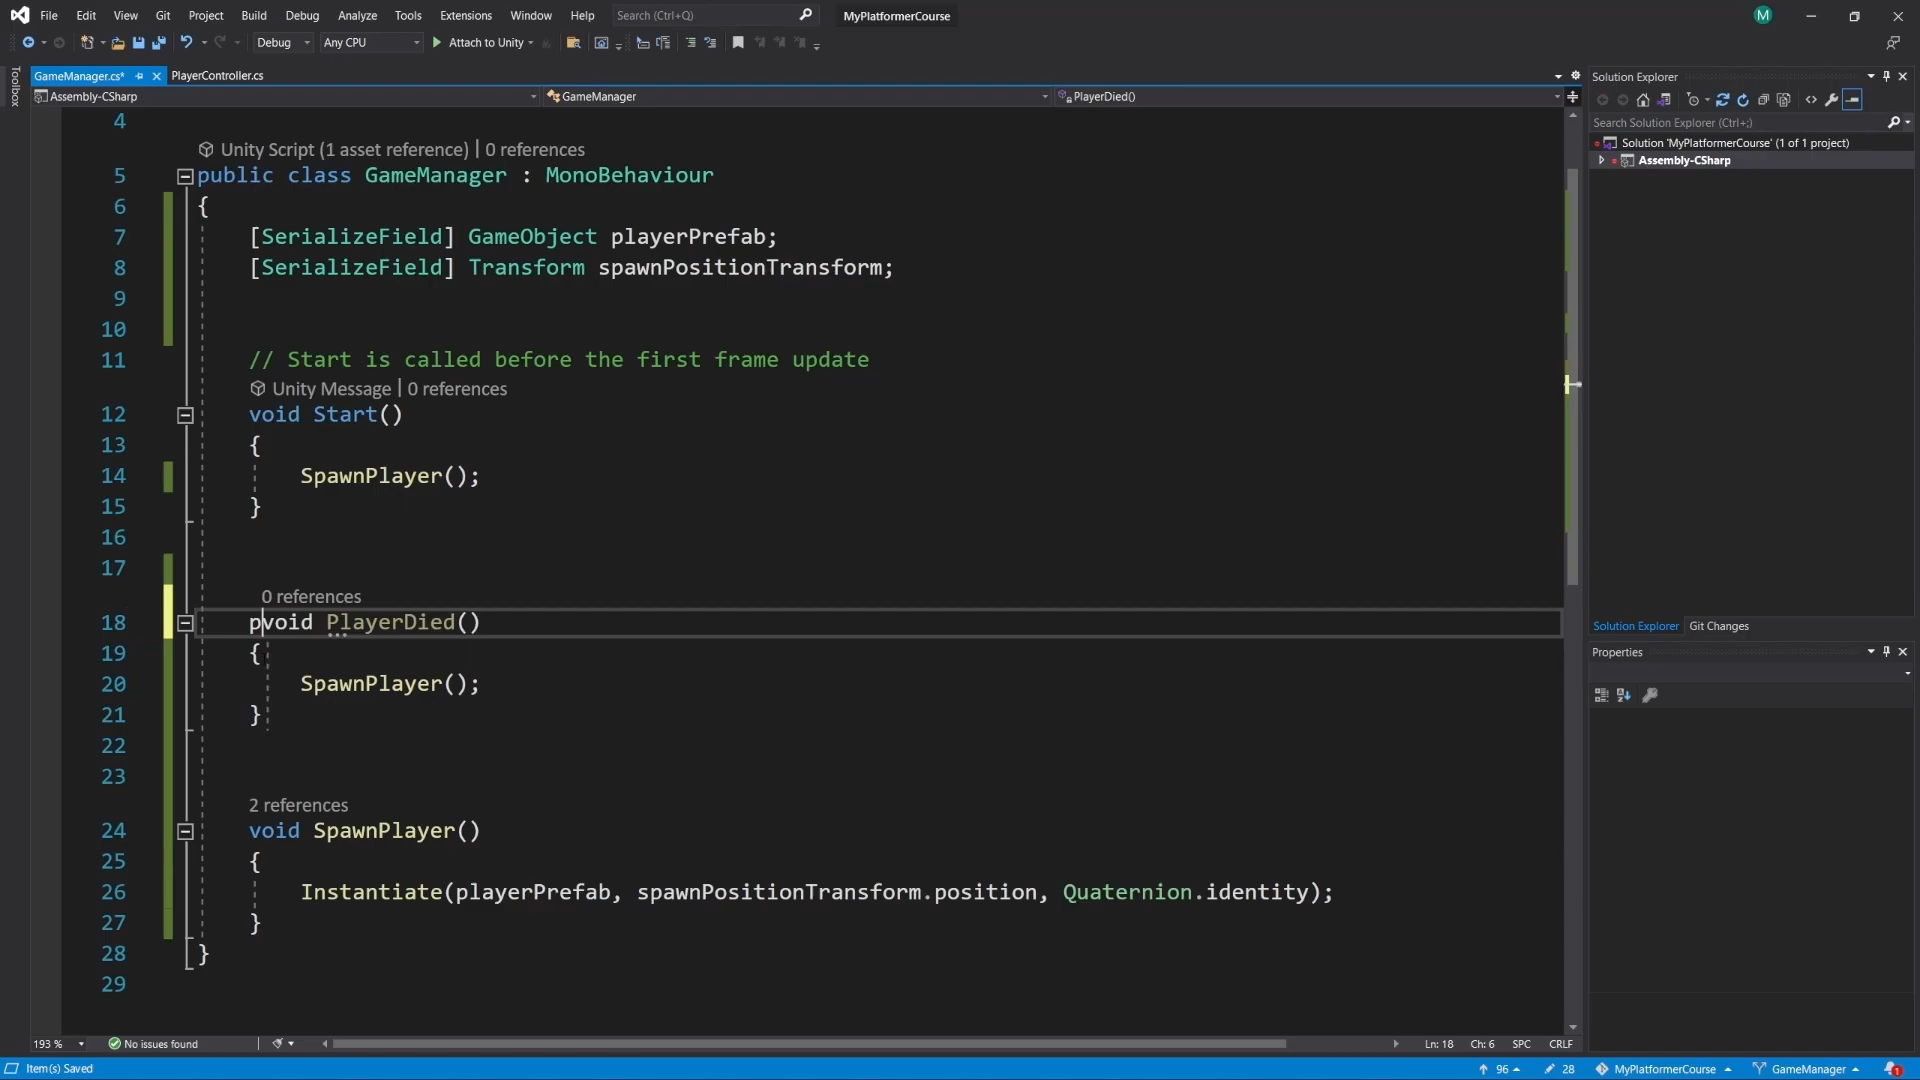 File Edit View Git Project Build Debug Analyze Tools Extensions Window Help Search (Ctrl+Q) MyPlatformerCourse M
Debug Any CPU Attach to Unity
Toolbox
GameManager.cs* PlayerController.cs
Assembly-CSharp GameManager PlayerDied()
4
Unity Script (1 asset reference) | 0 references
5 public class GameManager : MonoBehaviour
6 {
7 [SerializeField] GameObject playerPrefab;
8 [SerializeField] Transform spawnPositionTransform;
9
10
11 // Start is called before the first frame update
Unity Message | 0 references
12 void Start()
13 {
14 SpawnPlayer();
15 }
16
17
0 references
18 pvoid PlayerDied()
19 {
20 SpawnPlayer();
21 }
22
23
2 references
24 void SpawnPlayer()
25 {
26 Instantiate(playerPrefab, spawnPositionTransform.position, Quaternion.identity);
27 }
28 }
29
193 % No issues found Ln: 18 Ch: 6 SPC CRLF
Solution Explorer
Search Solution Explorer (Ctrl+;)
Solution 'MyPlatformerCourse' (1 of 1 project)
Assembly-CSharp
Solution Explorer Git Changes
Properties
Item(s) Saved 96 28 MyPlatformerCourse GameManager 1